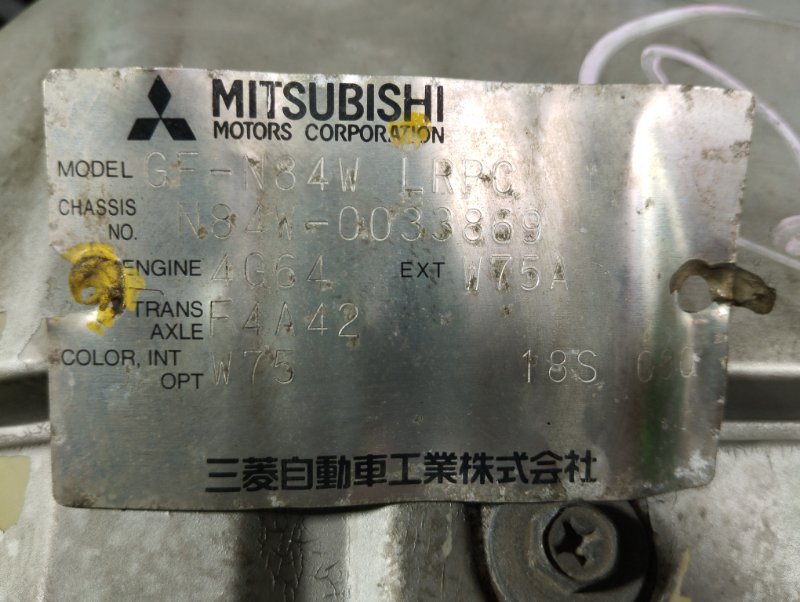 MITSUBISHI
MOTORS CORPORATION
MODEL GF-N84W LRPC
CHASSIS NO. N84W-0033869
ENGINE 4G64 EXT W75A
TRANS AXLE F4A42
COLOR, INT OPT W75 18S
三菱自動車工業株式会社